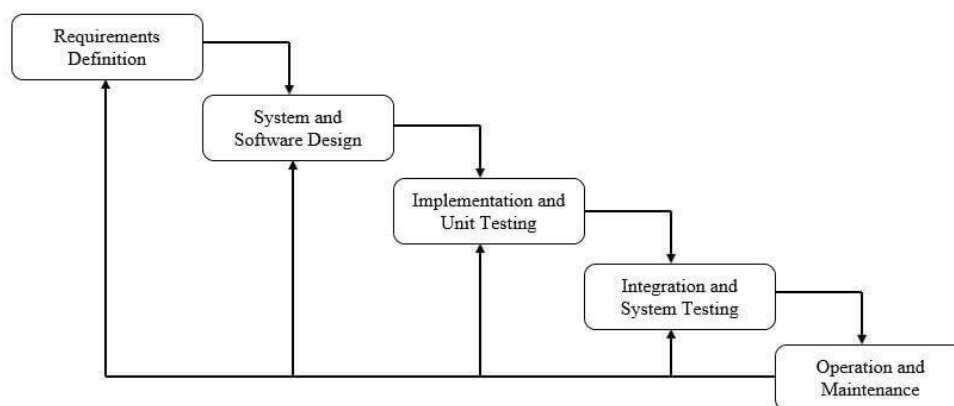 Requirements
Definition
System and
Software Design
Implementation and
Unit Testing
Integration and
System Testing
Operation and
Maintenance